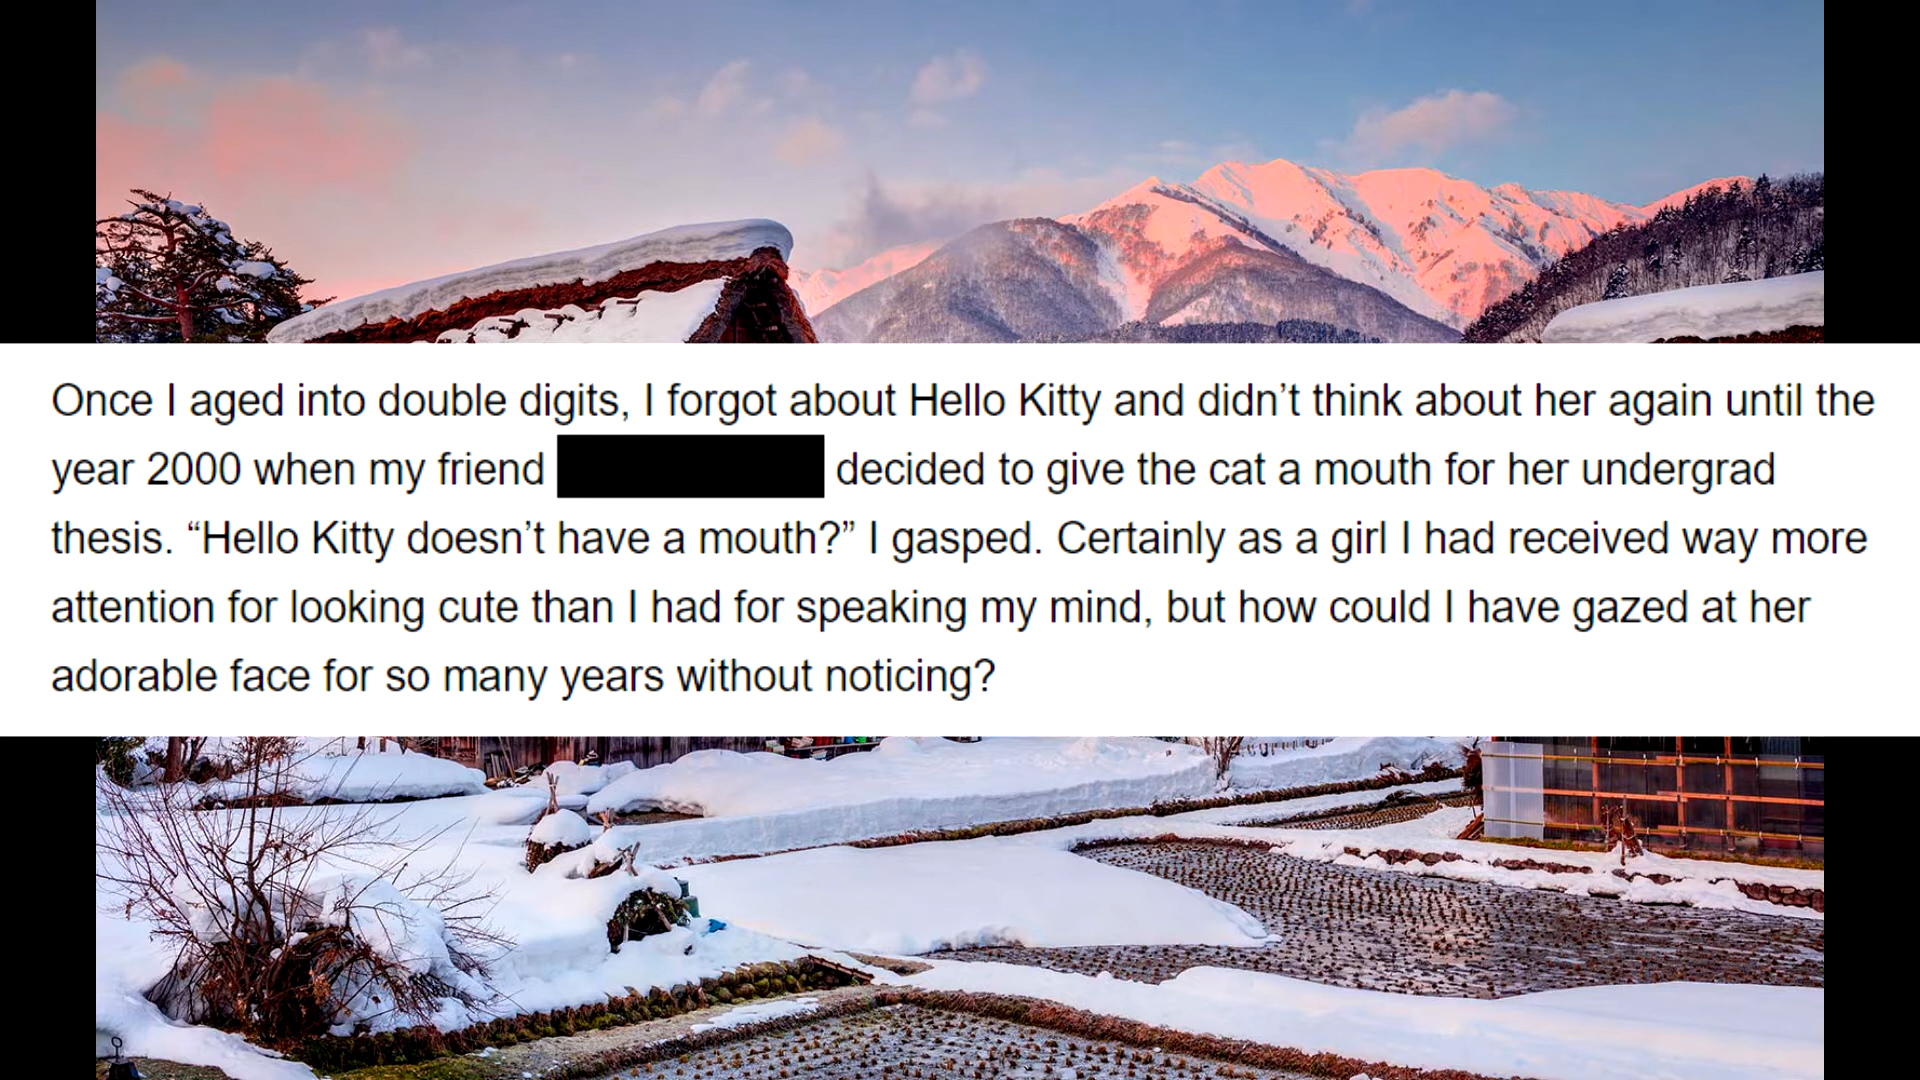 Once I aged into double digits, I forgot about Hello Kitty and didn’t think about her again until the
year 2000 when my friend decided to give the cat a mouth for her undergrad
thesis. “Hello Kitty doesn’t have a mouth?” I gasped. Certainly as a girl I had received way more
attention for looking cute than I had for speaking my mind, but how could I have gazed at her
adorable face for so many years without noticing?